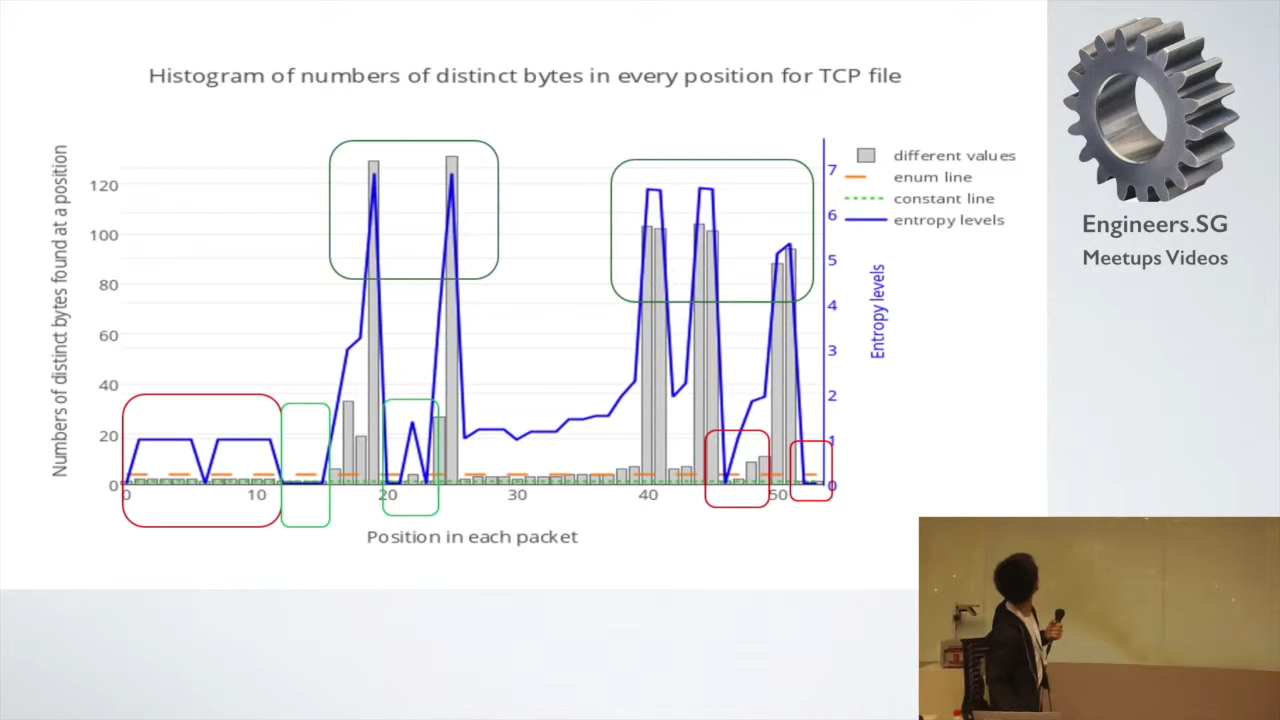 Histogram of numbers of distinct bytes in every position for TCP file
Numbers of distinct bytes found at a position
120
100
80
60
40
20
0
7
6
5
4
3
2
1
0
Entropy levels
different values
enum line
constant line
entropy levels
0
10
20
30
40
50
Position in each packet
Engineers.SG
Meetups Videos